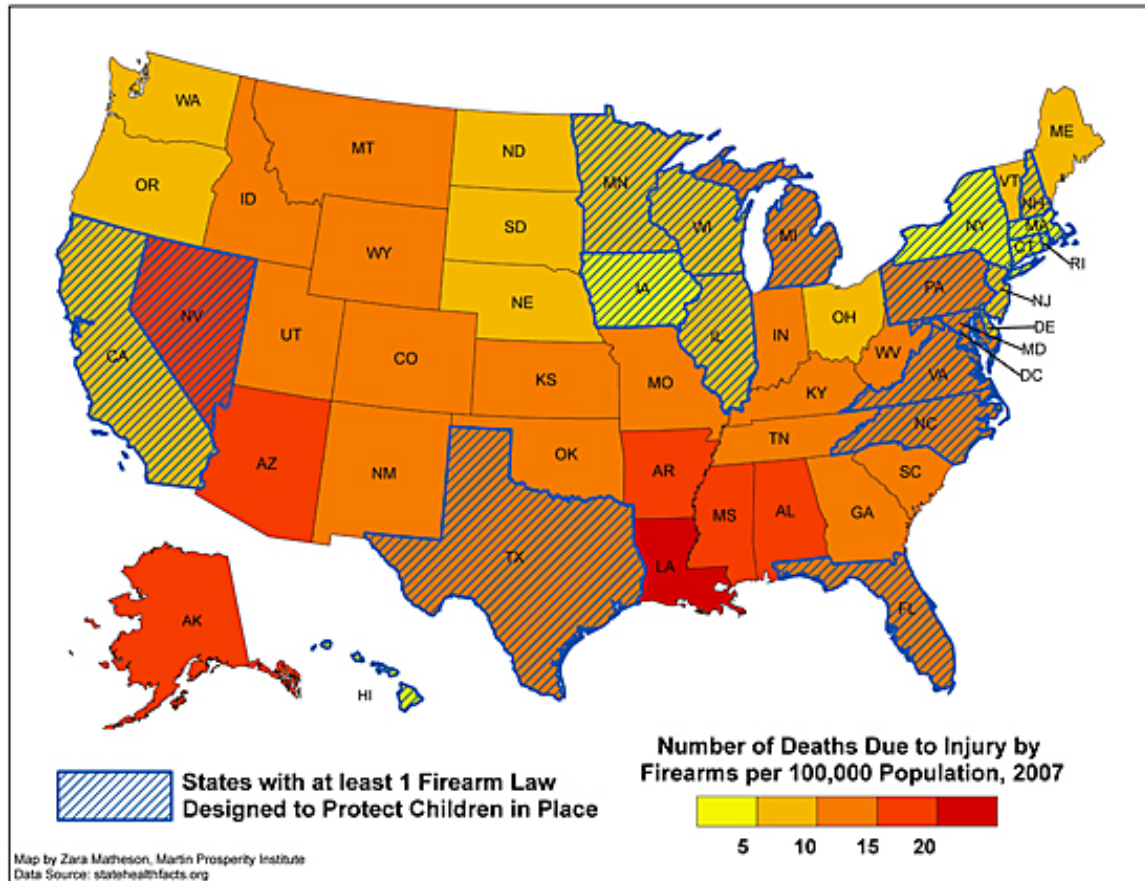 WA
MT
ND
MN
ME
OR
ID
SD
WI
VT
NH
WY
MI
NY
MA
CT
RI
NE
IA
PA
NJ
NV
UT
IL
IN
OH
DE
MD
CA
CO
WV
DC
KS
MO
KY
VA
AZ
NM
OK
TN
NC
AR
SC
MS
AL
GA
TX
LA
FL
AK
HI
States with at least 1 Firearm Law
Designed to Protect Children in Place
Number of Deaths Due to Injury by
Firearms per 100,000 Population, 2007
5 10 15 20
Map by Zara Matheson, Martin Prosperity Institute
Data Source: statehealthfacts.org